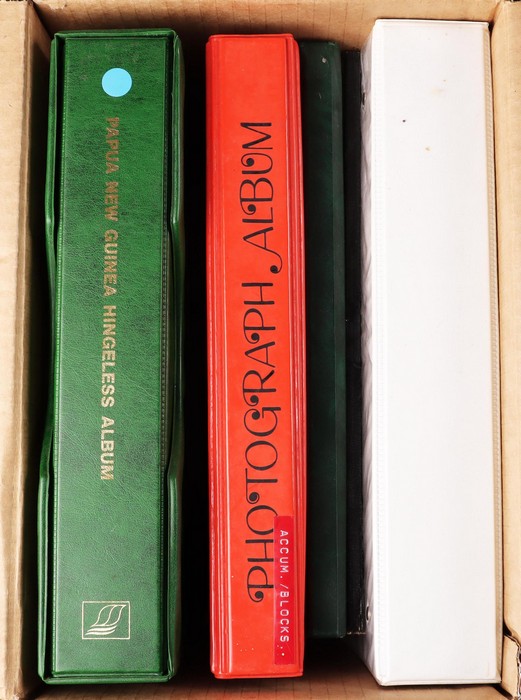 PAPUA NEW GUINEA HINGELESS ALBUM
PHOTOGRAPH ALBUM
ACCUM./BLOCKS.